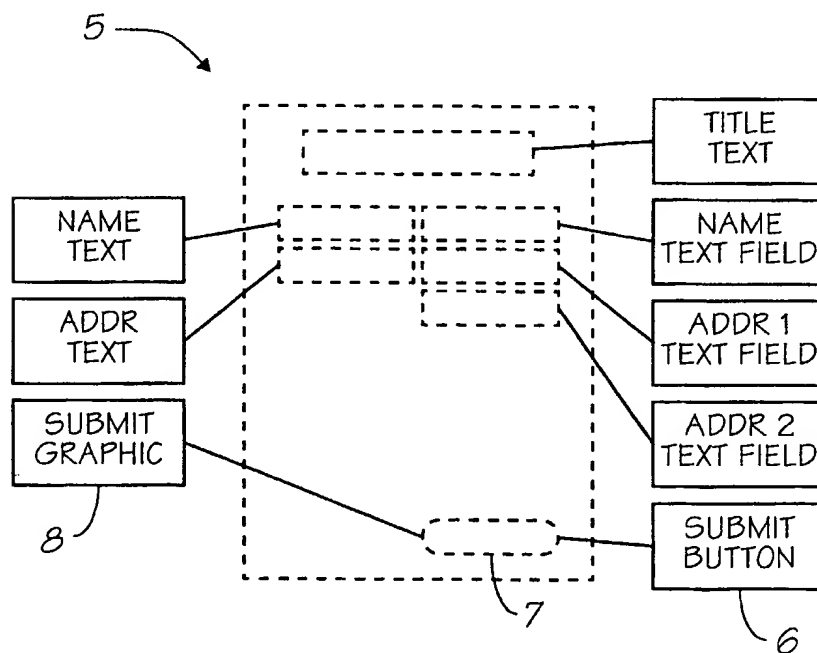 5
TITLE
TEXT
NAME
TEXT
NAME
TEXT FIELD
ADDR
TEXT
ADDR 1
TEXT FIELD
SUBMIT
GRAPHIC
ADDR 2
TEXT FIELD
SUBMIT
BUTTON
8
7
6